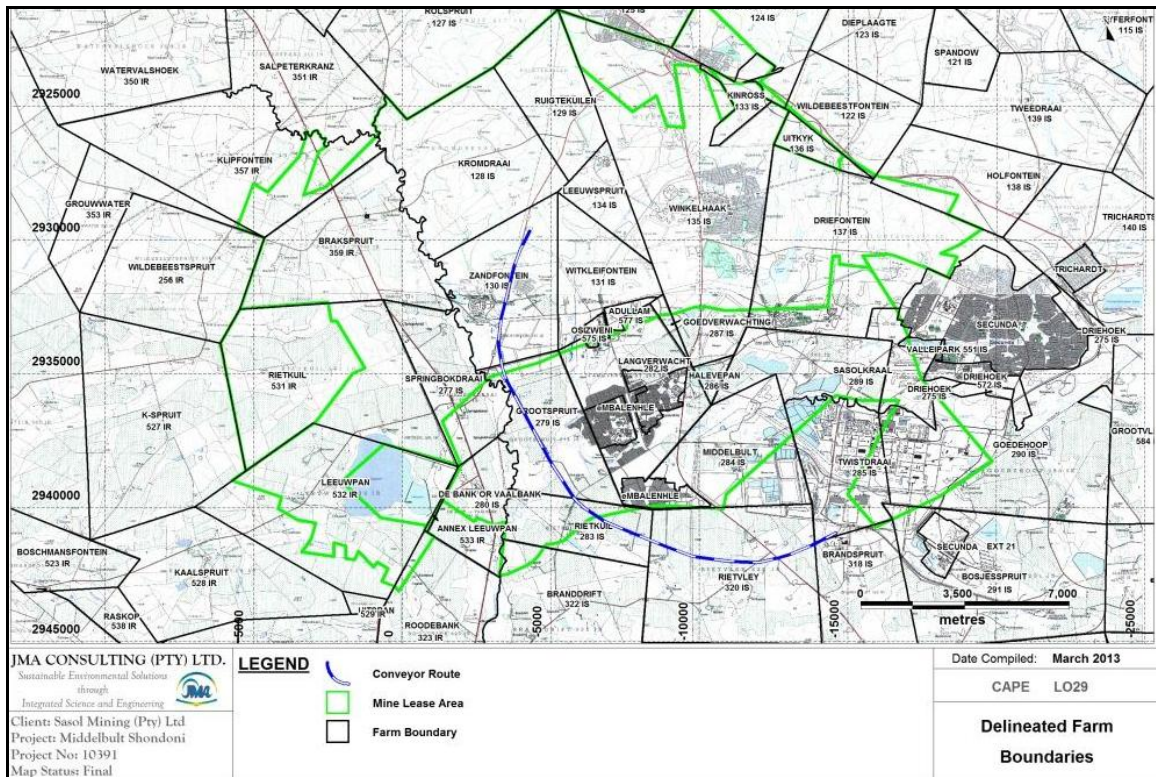 ROLSPRUIT
127 IS
125 IS
124 IS
DIEPLAAGTE
123 IS
115 IS
SPANDOW
121 IS
WATERVALSHOEK
350 IR
SALPETERKRANZ
351 IR
RUIGTEKUILEN
129 IS
KINROSS
133 IS
WILDEBEESTFONTEIN
122 IS
TWEEDRAAI
139 IS
2925000
UITKYK
136 IS
KLIPFONTEIN
357 IR
KROMDRAAI
128 IS
LEEUWSPRUIT
134 IS
HOLFONTEIN
138 IS
GROUWWATER
353 IR
WINKELHAAK
135 IS
DRIEFONTEIN
137 IS
TRICHARDTS
140 IS
2930000
BRAKSPRUIT
359 IR
WILDEBEESTSPRUIT
256 IR
ZANDFONTEIN
130 IS
WITKLEIFONTEIN
131 IS
TRICHARDT
ADULLAM
577 IS
OSIZWENI
575 IS
GOEDVERWACHTING
287 IS
SECUNDA
DRIEHOEK
275 IS
2935000
VALLEIPARK 551 IS
LANGVERWACHT
282 IS
HALEVEPAN
286 IS
SASOLKRAAL
289 IS
DRIEHOEK
572 IS
DRIEHOEK
275 IS
RIETKUIL
531 IR
SPRINGBOKDRAAI
277 IS
GROOTSPRUIT
279 IS
eMBALENHLE
K-SPRUIT
527 IR
GOEDEHOOP
290 IS
GROOTVL
584
MIDDELBULT
284 IS
TWISTDRAAI
285 IS
LEEUWPAN
532 IR
2940000
DE BANK OR VAALBANK
280 IS
eMBALENHLE
ANNEX LEEUWPAN
533 IR
RIETKUIL
283 IS
BOSCHMANSFONTEIN
523 IR
KAALSPRUIT
528 IR
BRANDSPRUIT
318 IS
SECUNDA EXT 21
RIETVLEY
320 IS
BOSJESSPRUIT
291 IS
BRANDDRIFT
322 IS
529 IR
RASKOP
538 IR
ROODEBANK
323 IS
0 3,500 7,000
metres
2945000
-5000
0
-5000
-10000
-15000
-25000
JMA CONSULTING (PTY) LTD.
Sustainable Environmental Solutions
through
Integrated Science and Engineering
JMA
Client: Sasol Mining (Pty) Ltd
Project: Middelbult Shondoni
Project No: 10391
Map Status: Final
LEGEND
Conveyor Route
Mine Lease Area
Farm Boundary
Date Compiled: March 2013
CAPE LO29
Delineated Farm
Boundaries